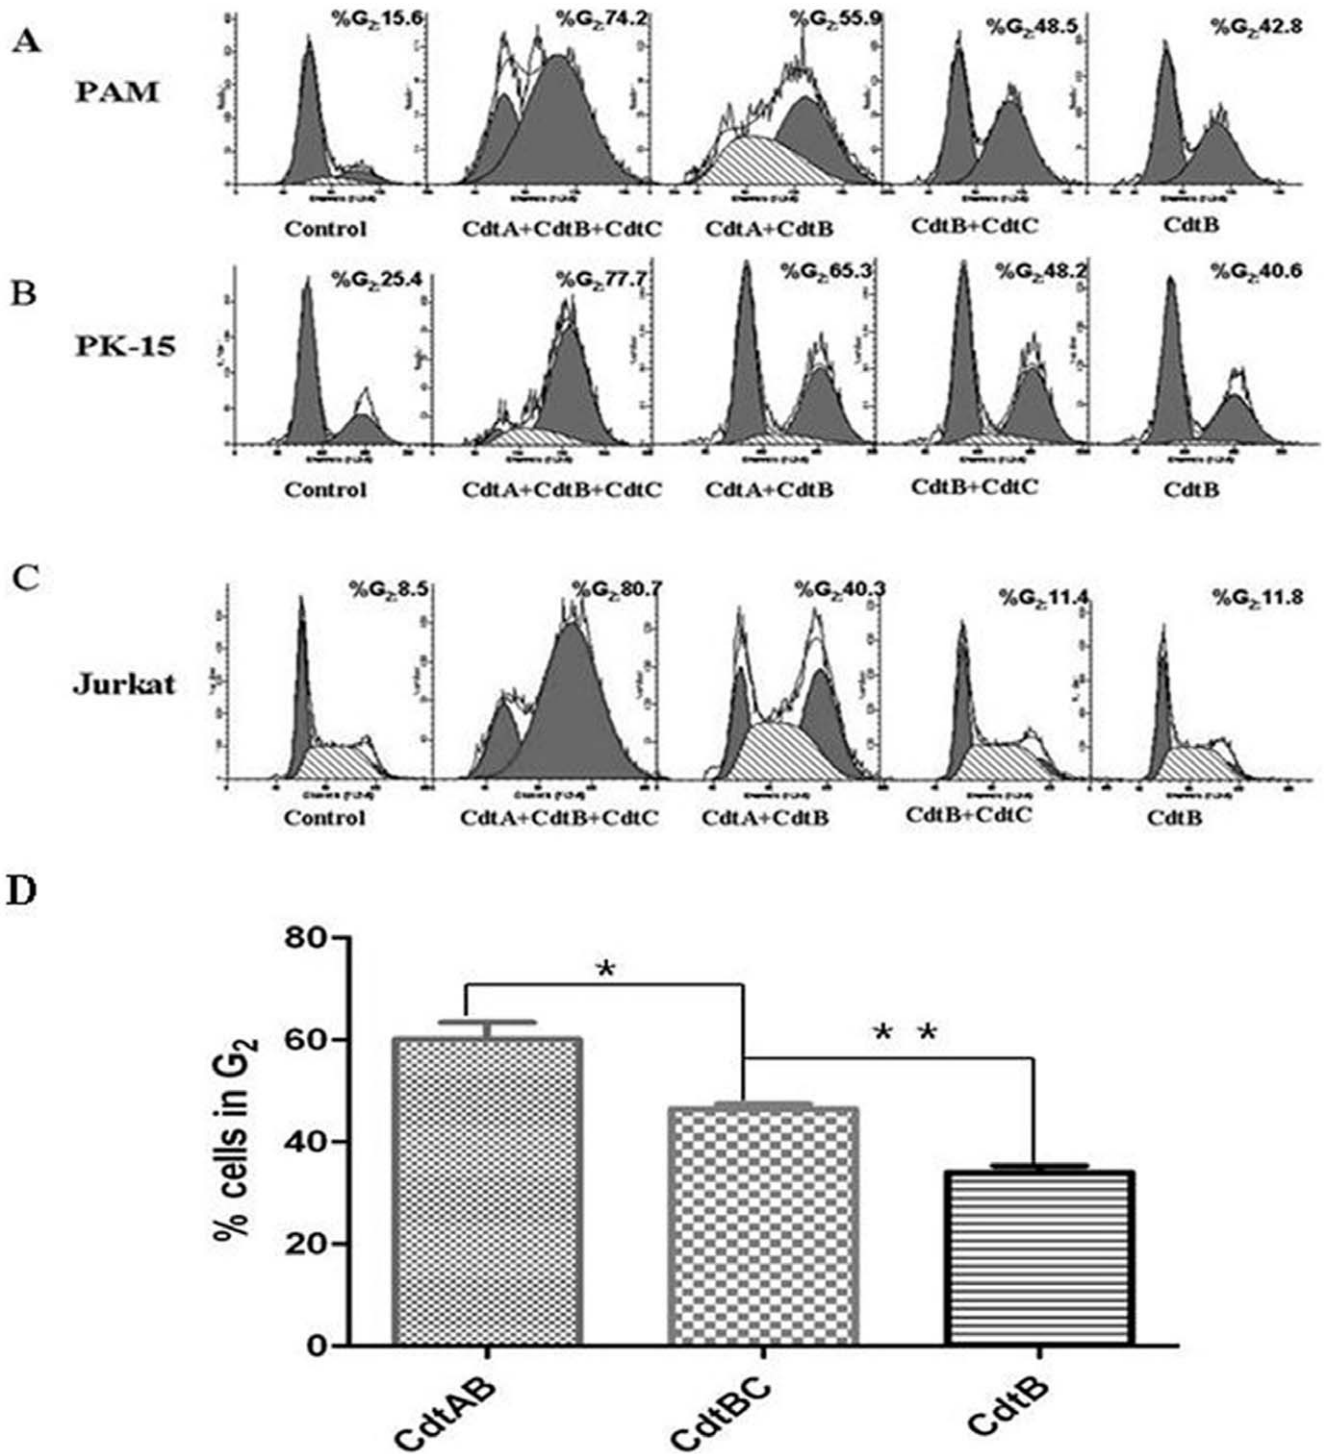 A
PAM
%G2:15.6 %G2:74.2 %G2:55.9 %G2:48.5 %G2:42.8
Control CdtA+CdtB+CdtC CdtA+CdtB CdtB+CdtC CdtB
B
PK-15
%G2:25.4 %G2:77.7 %G2:65.3 %G2:48.2 %G2:40.6
Control CdtA+CdtB+CdtC CdtA+CdtB CdtB+CdtC CdtB
C
Jurkat
%G2:8.5 %G2:80.7 %G2:40.3 %G2:11.4 %G2:11.8
Control CdtA+CdtB+CdtC CdtA+CdtB CdtB+CdtC CdtB
D
% cells in G2
80
60
40
20
0
*
* *
CdtAB CdtBC CdtB